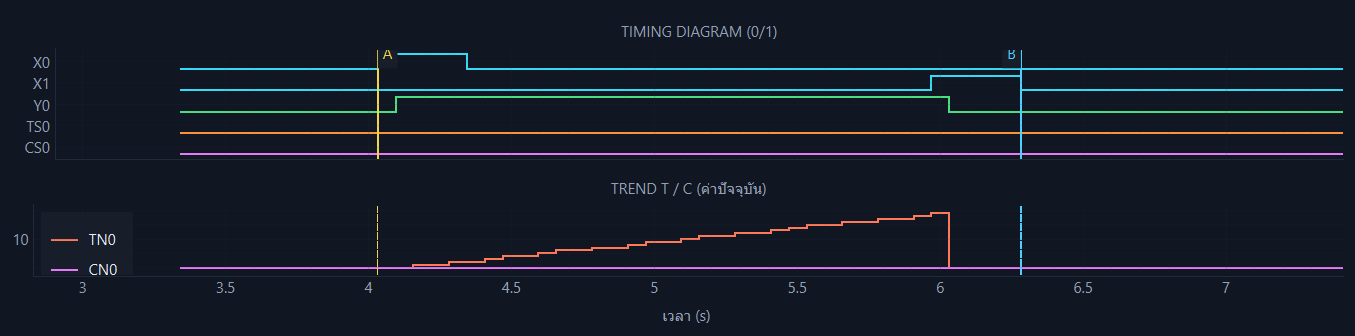 TIMING DIAGRAM (0/1)
A
B
X0
X1
Y0
TS0
CS0
TREND T / C (ค่าปัจจุบัน)
10
TN0
CN0
3 3.5 4 4.5 5 5.5 6 6.5 7
เวลา (s)